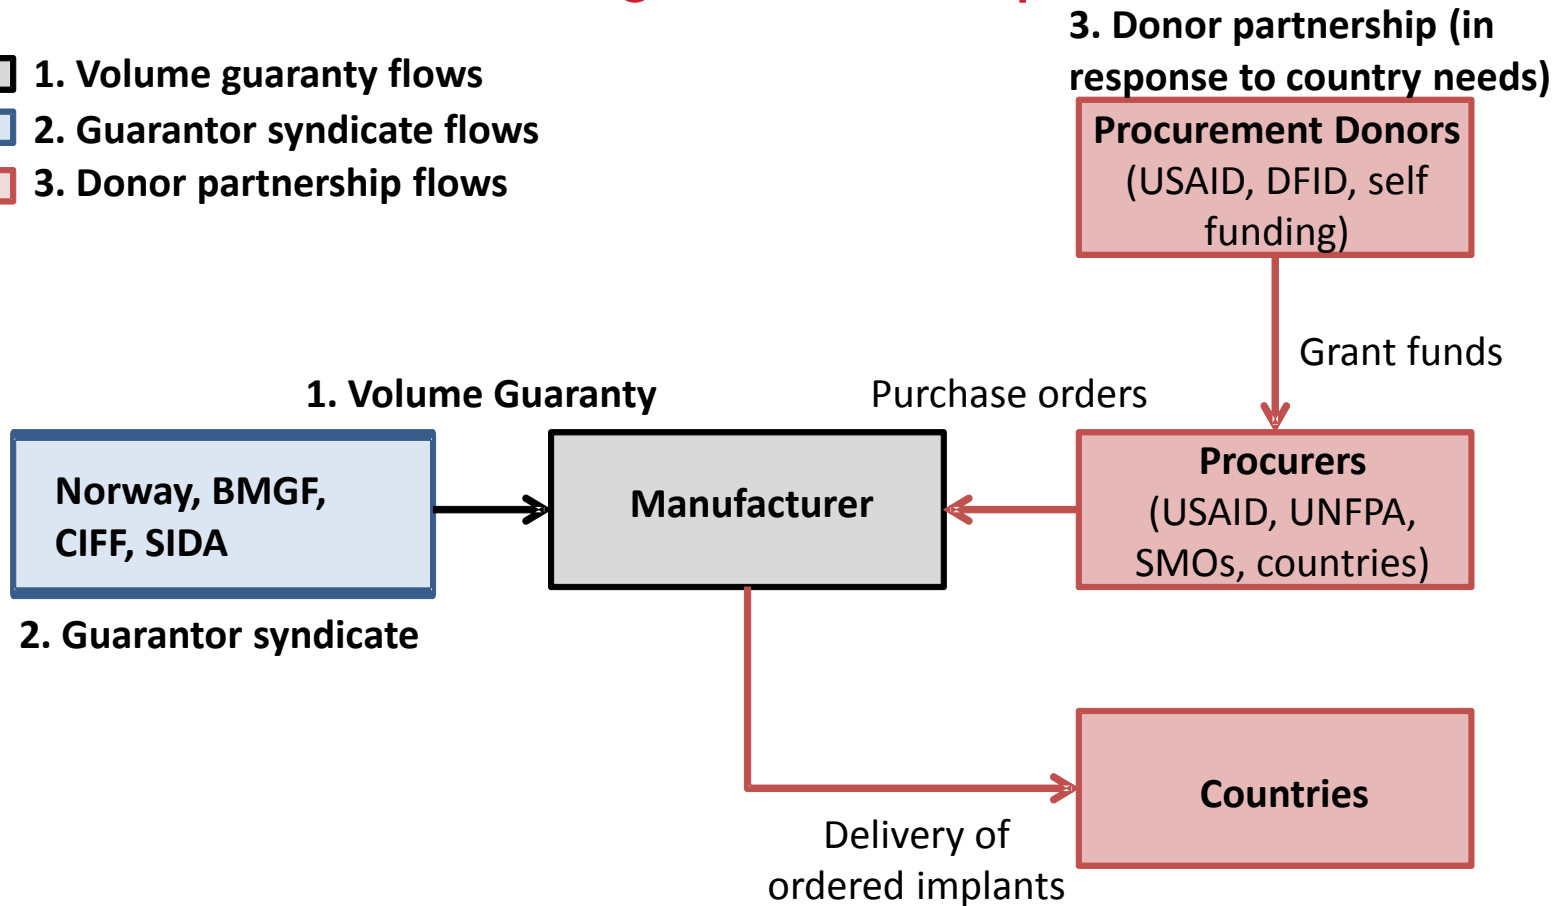 1. Volume guaranty flows
2. Guarantor syndicate flows
3. Donor partnership flows
3. Donor partnership (in
response to country needs)
Procurement Donors
(USAID, DFID, self
funding)
Grant funds
1. Volume Guaranty
Purchase orders
Norway, BMGF,
CIFF, SIDA
Manufacturer
Procurers
(USAID, UNFPA,
SMOs, countries)
2. Guarantor syndicate
Countries
Delivery of
ordered implants